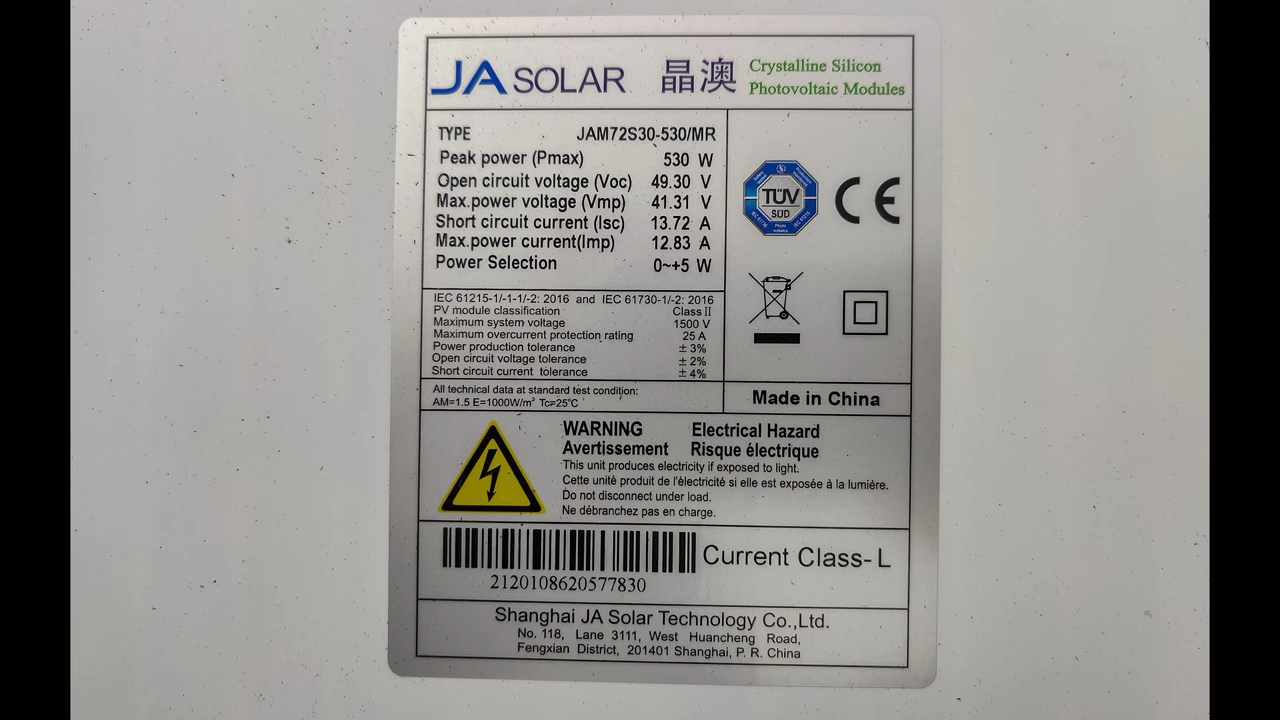 JA SOLAR 晶澳 Crystalline Silicon
Photovoltaic Modules
TYPE JAM72S30-530/MR
Peak power (Pmax) 530 W
Open circuit voltage (Voc) 49.30 V
Max.power voltage (Vmp) 41.31 V
Short circuit current (Isc) 13.72 A
Max.power current(Imp) 12.83 A
Power Selection 0~+5 W
TÜV
SÜD
CE
IEC 61215-1/-1-1/-2: 2016 and IEC 61730-1/-2: 2016
PV module classification Class II
Maximum system voltage 1500 V
Maximum overcurrent protection rating 25 A
Power production tolerance ± 3%
Open circuit voltage tolerance ± 2%
Short circuit current tolerance ± 4%
All technical data at standard test condition:
AM=1.5 E=1000W/m² Tc=25°C
Made in China
WARNING Electrical Hazard
Avertissement Risque électrique
This unit produces electricity if exposed to light.
Cette unité produit de l'électricité si elle est exposée à la lumière.
Do not disconnect under load.
Ne débranchez pas en charge.
Current Class- L
2120108620577830
Shanghai JA Solar Technology Co.,Ltd.
No. 118, Lane 3111, West Huancheng Road,
Fengxian District, 201401 Shanghai, P. R. China